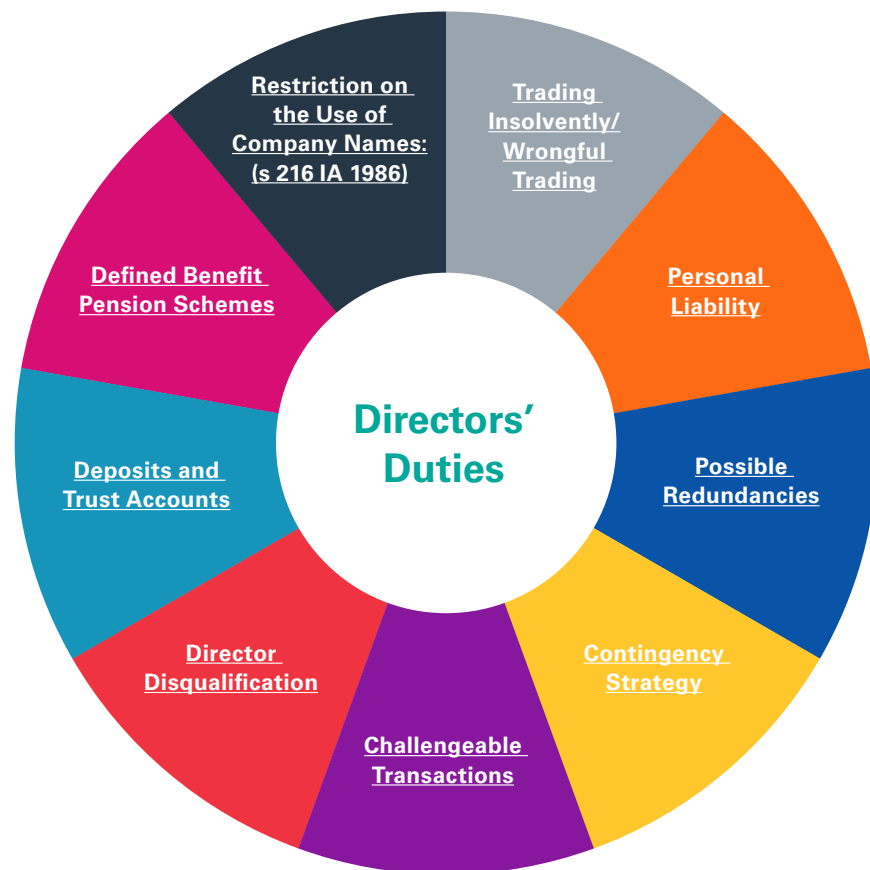 Directors’
Duties
Trading
Insolvently/
Wrongful
Trading
Personal
Liability
Possible
Redundancies
Contingency
Strategy
Challengeable
Transactions
Director
Disqualification
Deposits and
Trust Accounts
Defined Benefit
Pension Schemes
Restriction on
the Use of
Company Names:
(s 216 IA 1986)